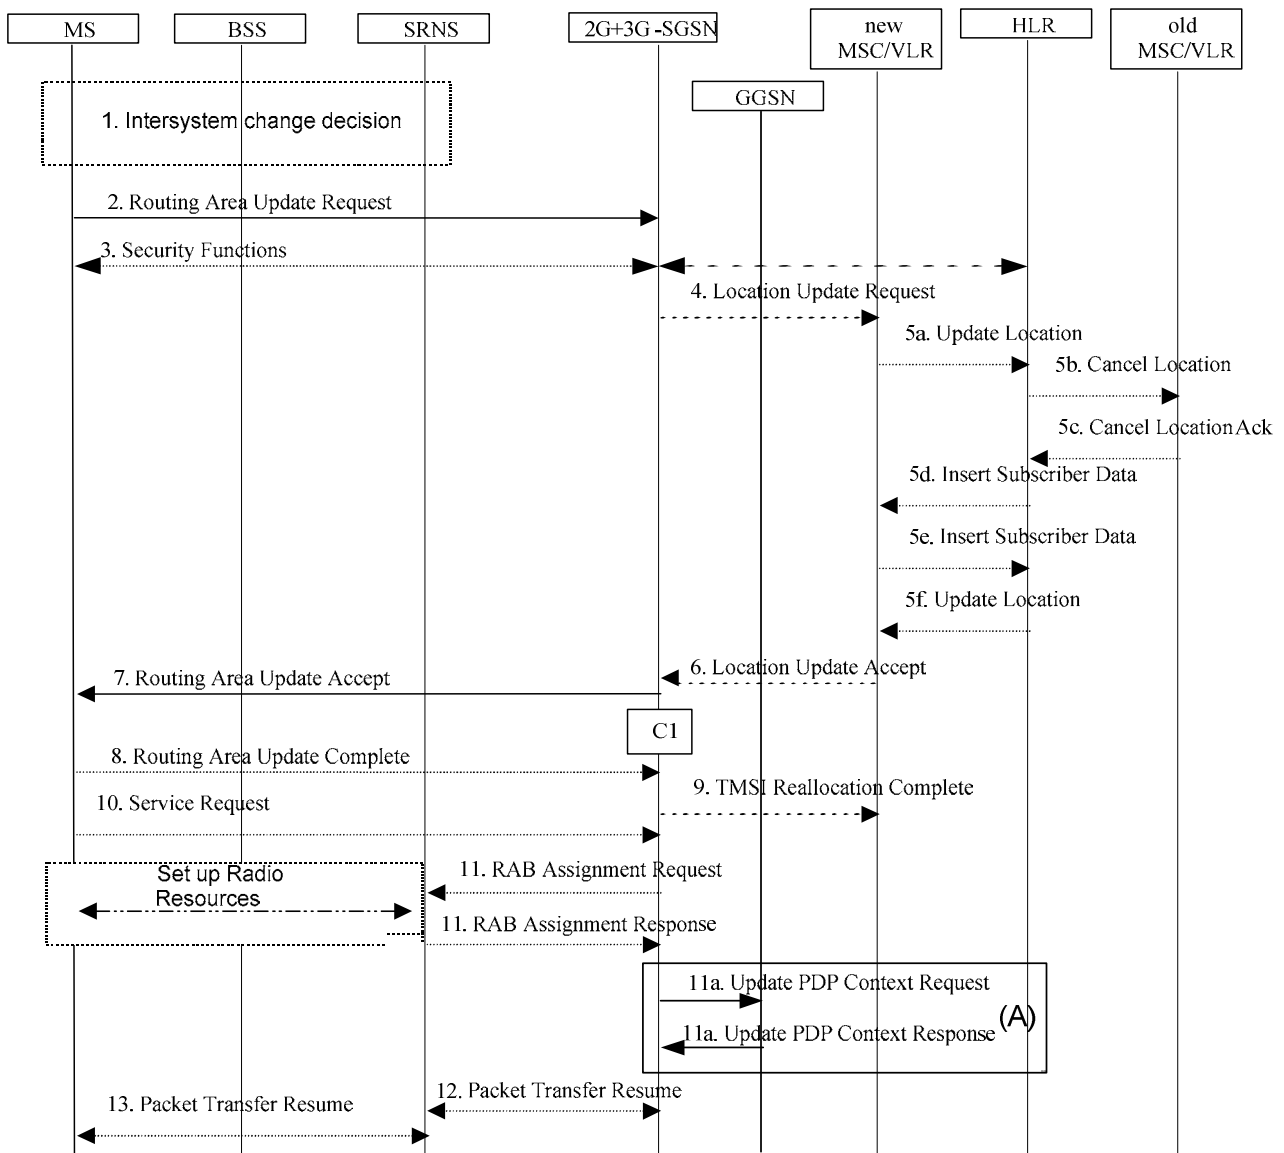 MS
BSS
SRNS
2G+3G-SGSN
new
MSC/VLR
HLR
old
MSC/VLR
GGSN
1. Intersystem change decision
2. Routing Area Update Request
3. Security Functions
4. Location Update Request
5a. Update Location
5b. Cancel Location
5c. Cancel Location Ack
5d. Insert Subscriber Data
5e. Insert Subscriber Data
5f. Update Location
6. Location Update Accept
7. Routing Area Update Accept
C1
8. Routing Area Update Complete
9. TMSI Reallocation Complete
10. Service Request
11. RAB Assignment Request
Set up Radio
Resources
11. RAB Assignment Response
11a. Update PDP Context Request
(A)
11a. Update PDP Context Response
12. Packet Transfer Resume
13. Packet Transfer Resume